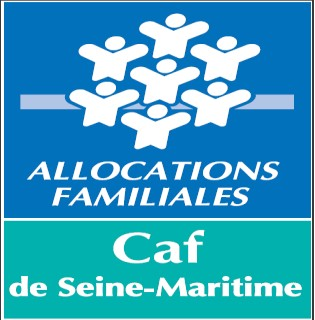 ALLOCATIONS
FAMILIALES
Caf
de Seine-Maritime